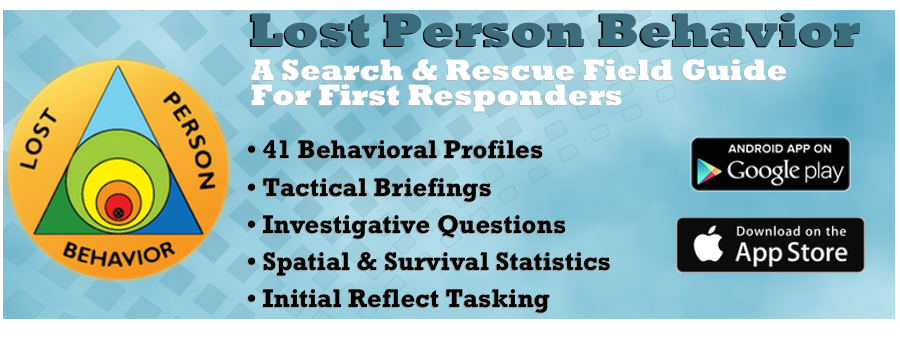 Lost Person Behavior
A Search & Rescue Field Guide
For First Responders
LOST PERSON BEHAVIOR
• 41 Behavioral Profiles
• Tactical Briefings
• Investigative Questions
• Spatial & Survival Statistics
• Initial Reflect Tasking
ANDROID APP ON
Google play
Download on the
App Store